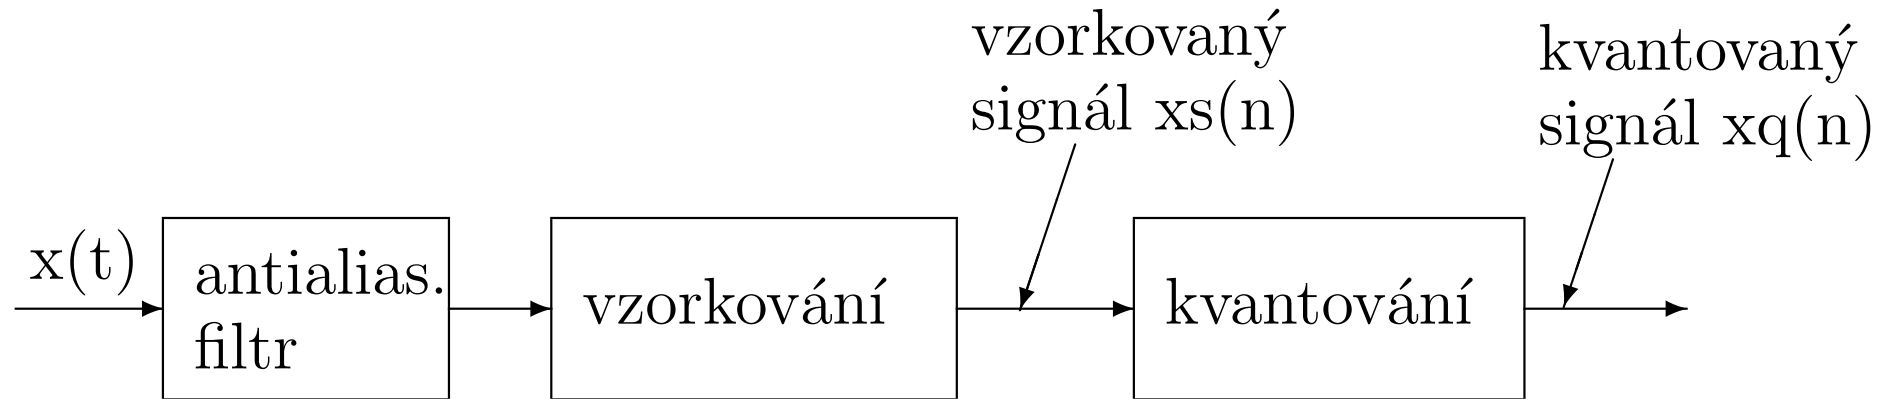 vzorkovaný
signál xs(n)
kvantovaný
signál xq(n)
x(t)
antialias.
filtr
vzorkování
kvantování